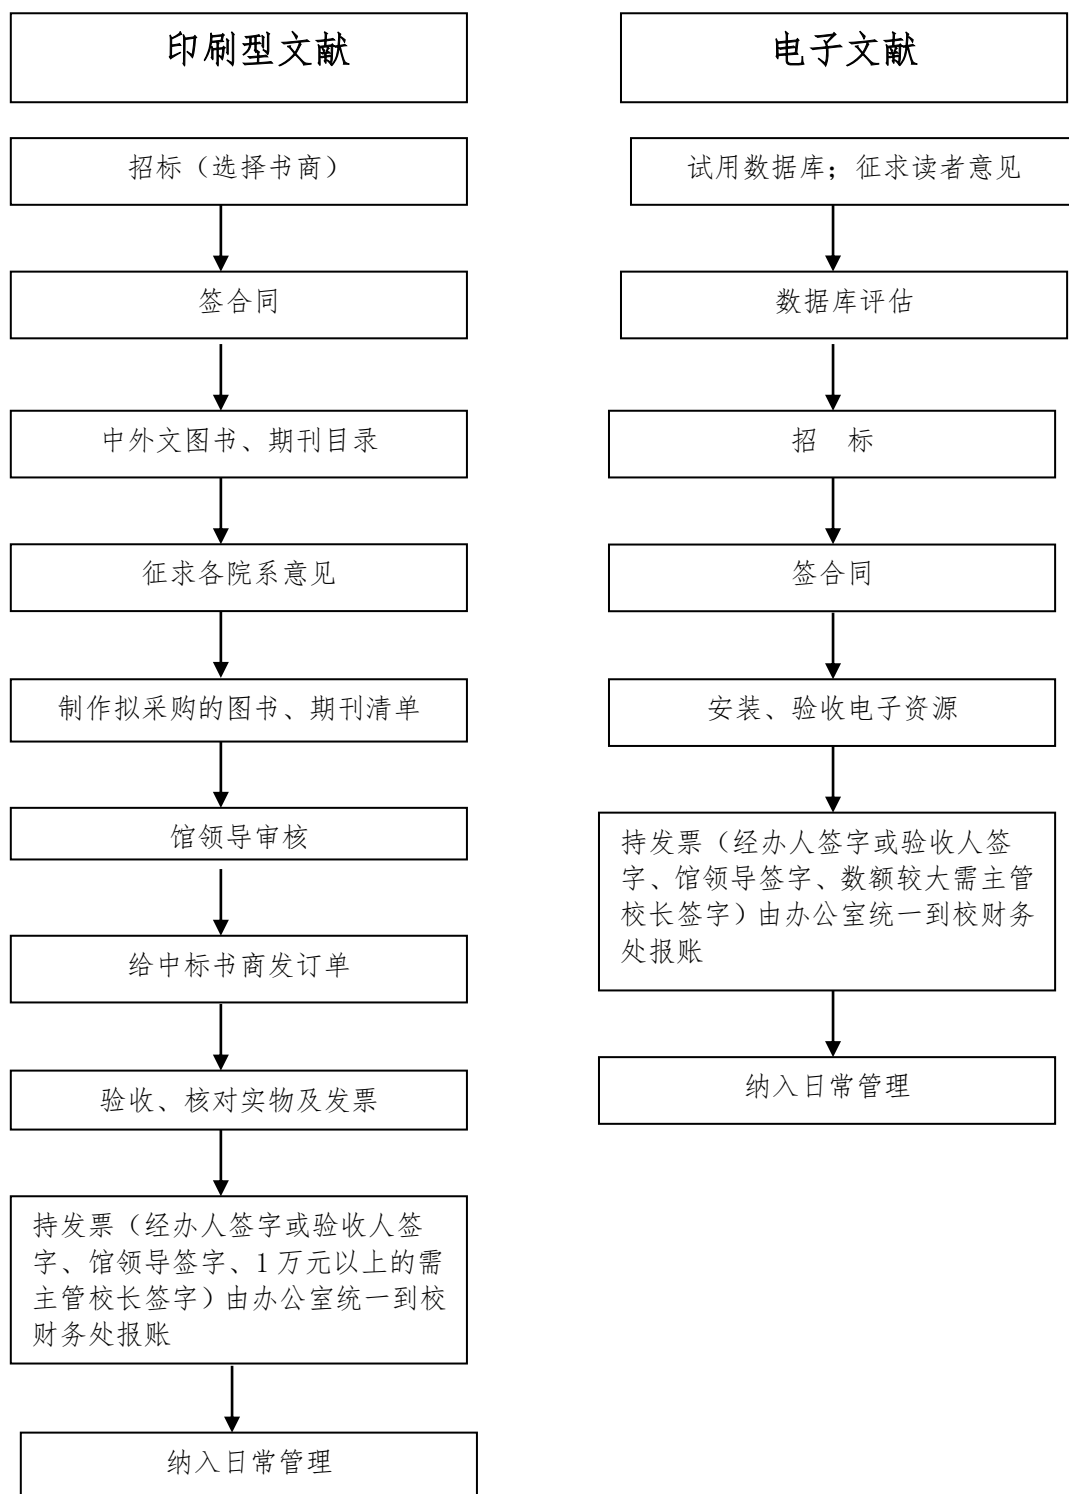 印刷型文献
招标（选择书商）
签合同
中外文图书、期刊目录
征求各院系意见
制作拟采购的图书、期刊清单
馆领导审核
给中标书商发订单
验收、核对实物及发票
持发票（经办人签字或验收人签
字、馆领导签字、1 万元以上的需
主管校长签字）由办公室统一到校
财务处报账
纳入日常管理
电子文献
试用数据库；征求读者意见
数据库评估
招　标
签合同
安装、验收电子资源
持发票（经办人签字或验收人签
字、馆领导签字、数额较大需主管
校长签字）由办公室统一到校财务
处报账
纳入日常管理